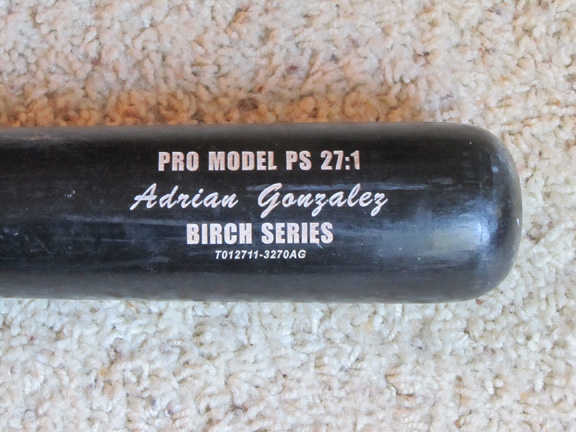 PRO MODEL PS 27:1
Adrian Gonzalez
BIRCH SERIES
T012711-3270AG